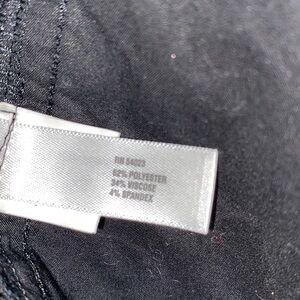 RN 54023
62% POLYESTER
34% VISCOSE
4% SPANDEX